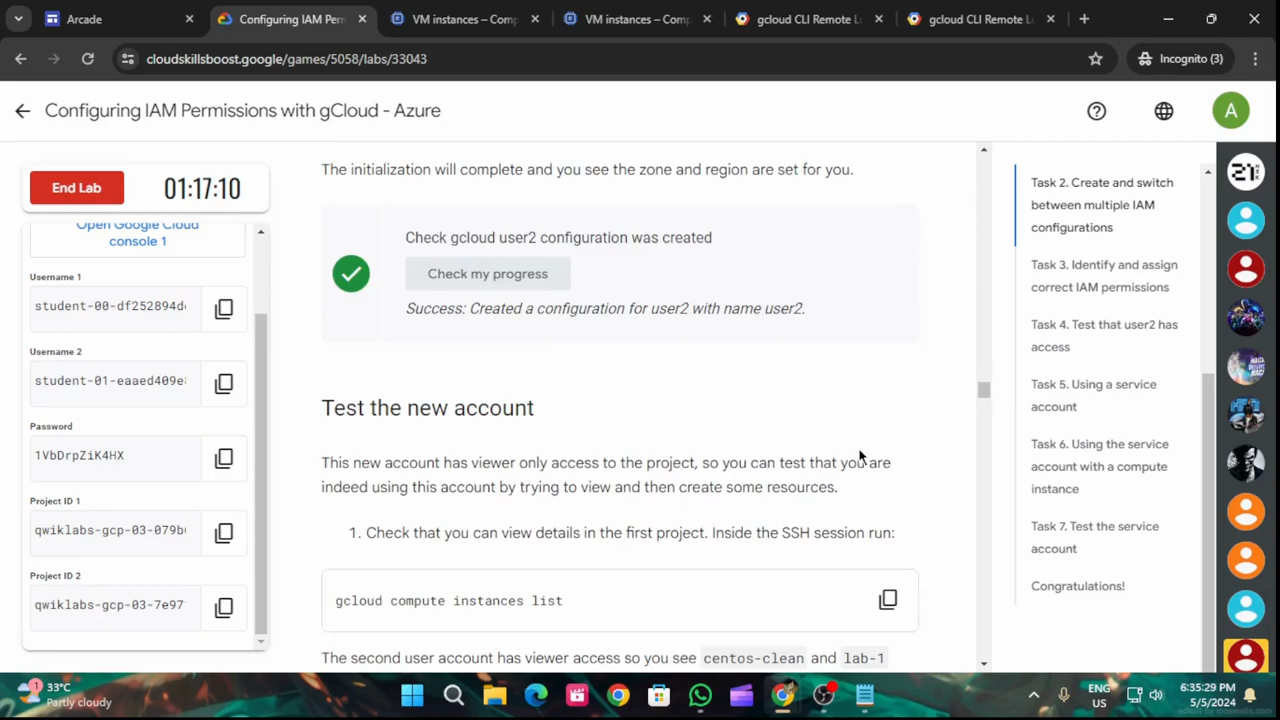 Arcade
Configuring IAM Perm
VM instances – Comp
VM instances – Comp
gcloud CLI Remote L
gcloud CLI Remote L
cloudskillsboost.google/games/5058/labs/33043
Incognito (3)
Configuring IAM Permissions with gCloud - Azure
A
End Lab
01:17:10
Open Google Cloud
console 1
Username 1
student-00-df252894d
Username 2
student-01-eaaed409e
Password
1VbDrpZiK4HX
Project ID 1
qwiklabs-gcp-03-079b
Project ID 2
qwiklabs-gcp-03-7e97
The initialization will complete and you see the zone and region are set for you.
Check gcloud user2 configuration was created
Check my progress
Success: Created a configuration for user2 with name user2.
Test the new account
This new account has viewer only access to the project, so you can test that you are
indeed using this account by trying to view and then create some resources.
1. Check that you can view details in the first project. Inside the SSH session run:
gcloud compute instances list
The second user account has viewer access so you see centos-clean and lab-1
Task 2. Create and switch
between multiple IAM
configurations
Task 3. Identify and assign
correct IAM permissions
Task 4. Test that user2 has
access
Task 5. Using a service
account
Task 6. Using the service
account with a compute
instance
Task 7. Test the service
account
Congratulations!
21
1
33°C
Partly cloudy
ENG
US
6:35:29 PM
5/5/2024